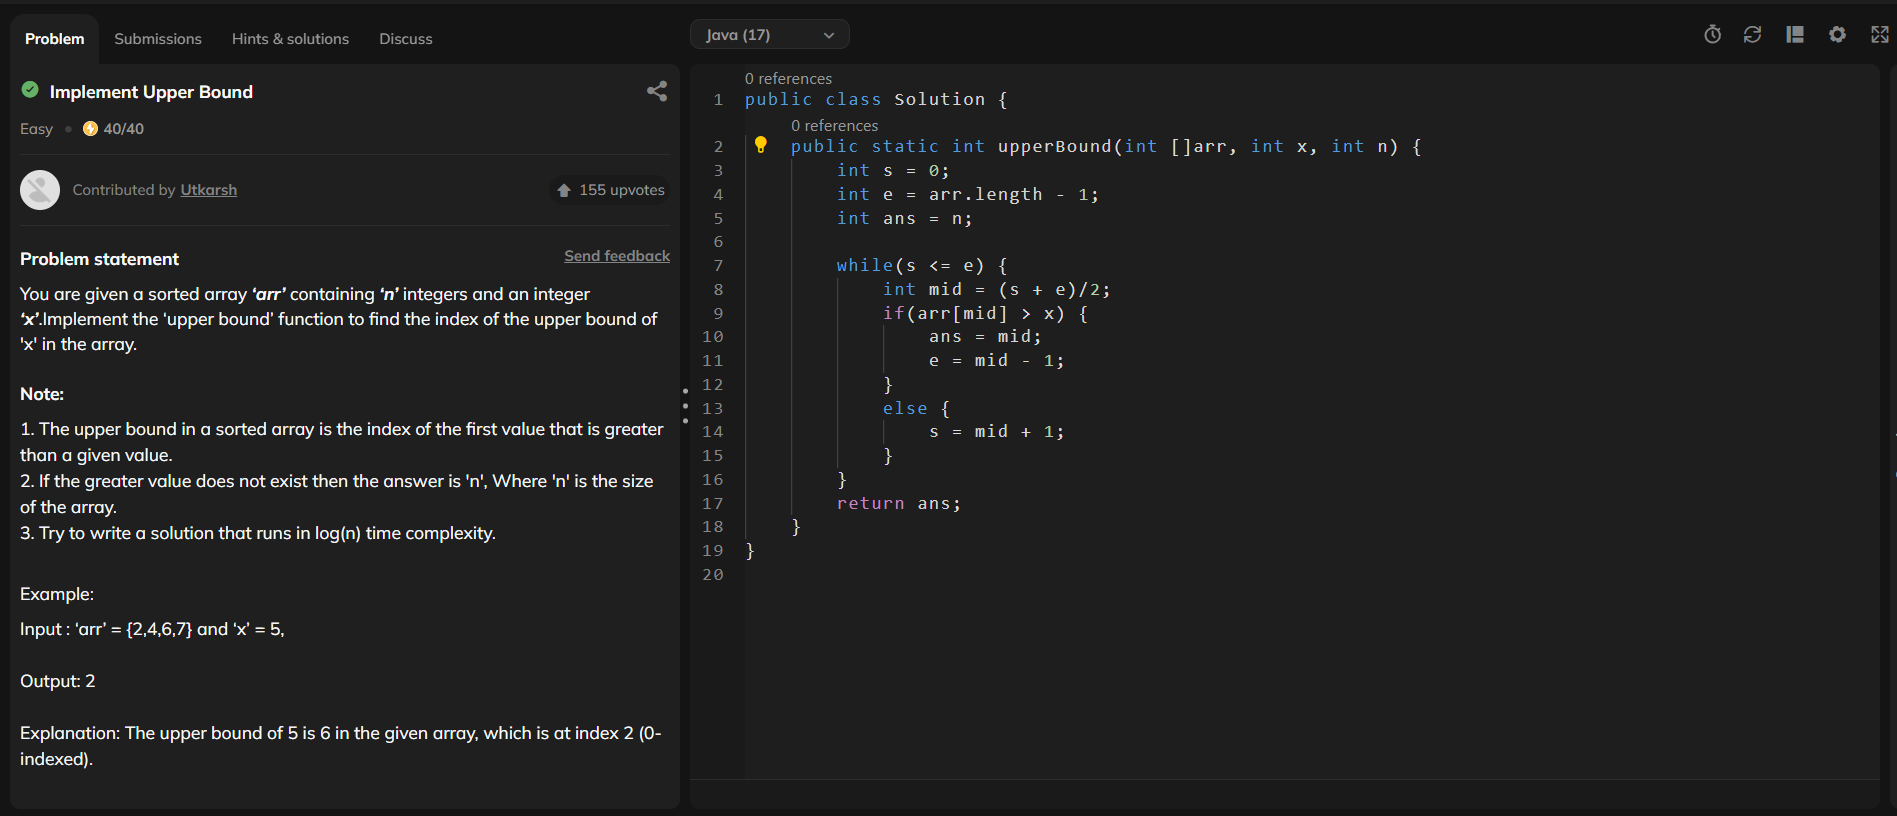 Problem
Submissions
Hints & solutions
Discuss
Implement Upper Bound
Easy
40/40
Contributed by Utkarsh
155 upvotes
Problem statement
Send feedback
You are given a sorted array ‘arr’ containing ‘n’ integers and an integer
‘x’.Implement the ‘upper bound’ function to find the index of the upper bound of
'x' in the array.
Note:
1. The upper bound in a sorted array is the index of the first value that is greater
than a given value.
2. If the greater value does not exist then the answer is 'n', Where 'n' is the size
of the array.
3. Try to write a solution that runs in log(n) time complexity.
Example:
Input : ‘arr’ = {2,4,6,7} and ‘x’ = 5,
Output: 2
Explanation: The upper bound of 5 is 6 in the given array, which is at index 2 (0-
indexed).
Java (17)
0 references
1 public class Solution {
0 references
2 public static int upperBound(int []arr, int x, int n) {
3 int s = 0;
4 int e = arr.length - 1;
5 int ans = n;
6
7 while(s <= e) {
8 int mid = (s + e)/2;
9 if(arr[mid] > x) {
10 ans = mid;
11 e = mid - 1;
12 }
13 else {
14 s = mid + 1;
15 }
16 }
17 return ans;
18 }
19 }
20